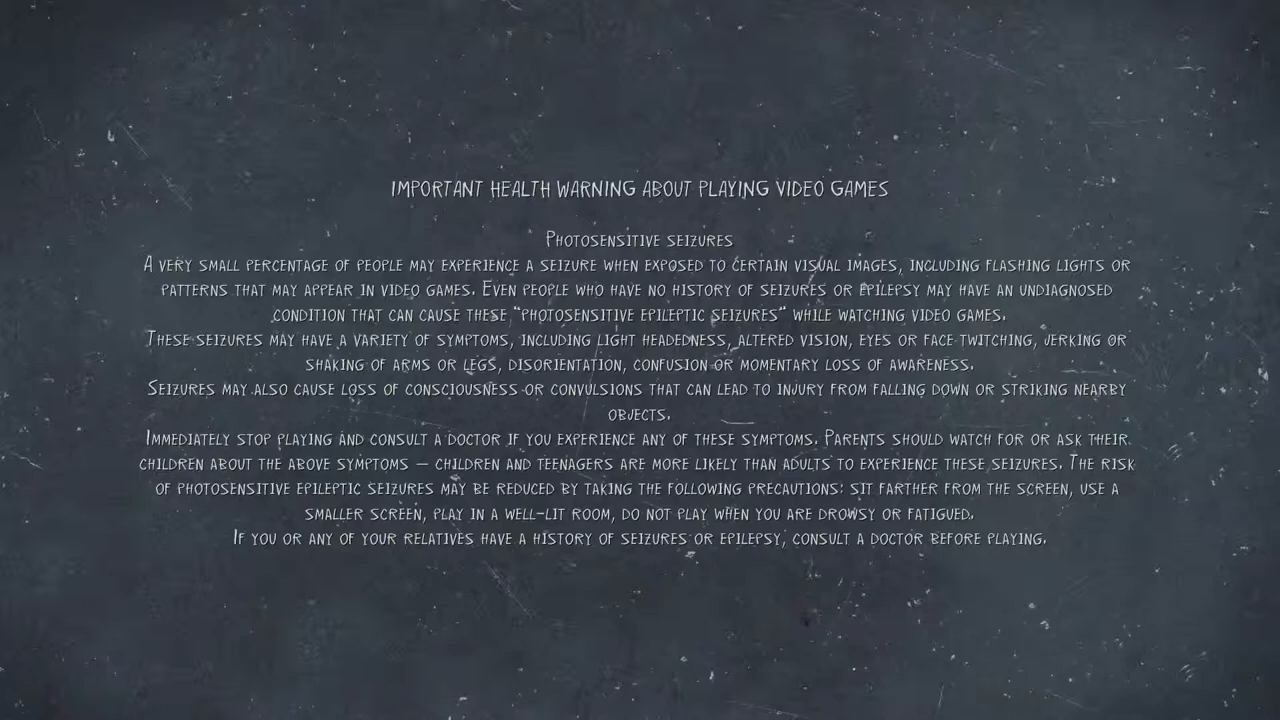 IMPORTANT HEALTH WARNING ABOUT PLAYING VIDEO GAMES
PHOTOSENSITIVE SEIZURES
A VERY SMALL PERCENTAGE OF PEOPLE MAY EXPERIENCE A SEIZURE WHEN EXPOSED TO CERTAIN VISUAL IMAGES, INCLUDING FLASHING LIGHTS OR
PATTERNS THAT MAY APPEAR IN VIDEO GAMES. EVEN PEOPLE WHO HAVE NO HISTORY OF SEIZURES OR EPILEPSY MAY HAVE AN UNDIAGNOSED
CONDITION THAT CAN CAUSE THESE "PHOTOSENSITIVE EPILEPTIC SEIZURES" WHILE WATCHING VIDEO GAMES.
THESE SEIZURES MAY HAVE A VARIETY OF SYMPTOMS, INCLUDING LIGHT HEADEDNESS, ALTERED VISION, EYES OR FACE TWITCHING, JERKING OR
SHAKING OF ARMS OR LEGS, DISORIENTATION, CONFUSION OR MOMENTARY LOSS OF AWARENESS.
SEIZURES MAY ALSO CAUSE LOSS OF CONSCIOUSNESS OR CONVULSIONS THAT CAN LEAD TO INJURY FROM FALLING DOWN OR STRIKING NEARBY
OBJECTS.
IMMEDIATELY STOP PLAYING AND CONSULT A DOCTOR IF YOU EXPERIENCE ANY OF THESE SYMPTOMS. PARENTS SHOULD WATCH FOR OR ASK THEIR
CHILDREN ABOUT THE ABOVE SYMPTOMS – CHILDREN AND TEENAGERS ARE MORE LIKELY THAN ADULTS TO EXPERIENCE THESE SEIZURES. THE RISK
OF PHOTOSENSITIVE EPILEPTIC SEIZURES MAY BE REDUCED BY TAKING THE FOLLOWING PRECAUTIONS: SIT FARTHER FROM THE SCREEN, USE A
SMALLER SCREEN, PLAY IN A WELL-LIT ROOM, DO NOT PLAY WHEN YOU ARE DROWSY OR FATIGUED.
IF YOU OR ANY OF YOUR RELATIVES HAVE A HISTORY OF SEIZURES OR EPILEPSY, CONSULT A DOCTOR BEFORE PLAYING.